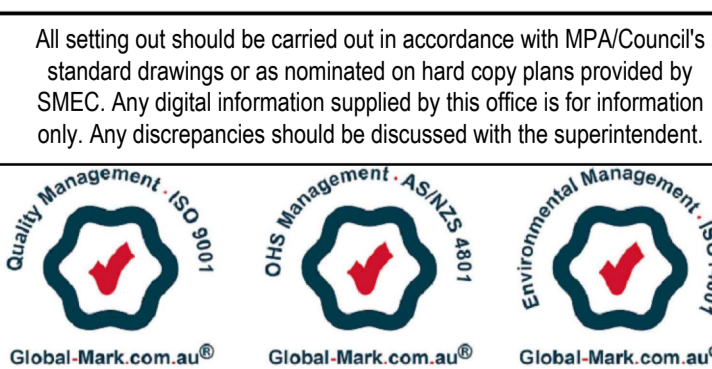 All setting out should be carried out in accordance with MPA/Council's
standard drawings or as nominated on hard copy plans provided by
SMEC. Any digital information supplied by this office is for information
only. Any discrepancies should be discussed with the superintendent.
Quality Management · ISO 9001
OHS Management · AS/NZS 4801
Environmental Management ·
Global-Mark.com.au®
Global-Mark.com.au®
Global-Mark.com.au